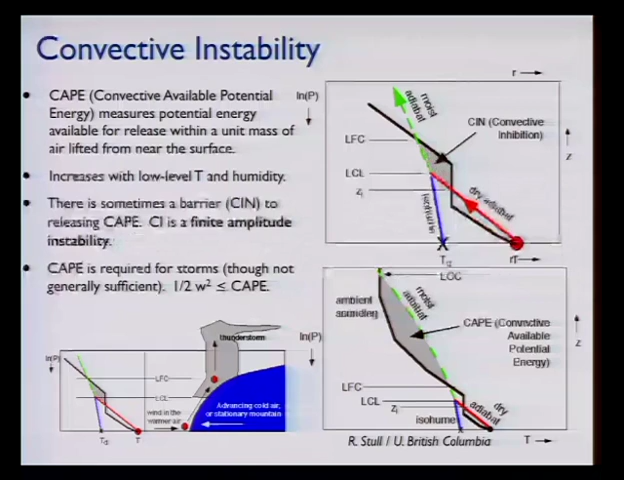 Convective Instability
CAPE (Convective Available Potential
Energy) measures potential energy
available for release within a unit mass of
air lifted from near the surface.
Increases with low-level T and humidity.
There is sometimes a barrier (CIN) to
releasing CAPE. CI is a finite amplitude
instability.
CAPE is required for storms (though not
generally sufficient). 1/2 w² ≤ CAPE.
r
ln(P)
moist
adiabat
CIN (Convective
Inhibition)
LFC
LCL
zi
z
dry adiabat
isohume
Td
T
LOC
ambient
sounding
moist
adiabat
ln(P)
CAPE (Convective
Available
Potential
Energy)
z
LFC
LCL
zi
dry
adiabat
isohume
R. Stull / U. British Columbia
T
ln(P)
thunderstorm
LFC
LCL
wind in the
warmer air
Advancing cold air,
or stationary mountain
Td
T